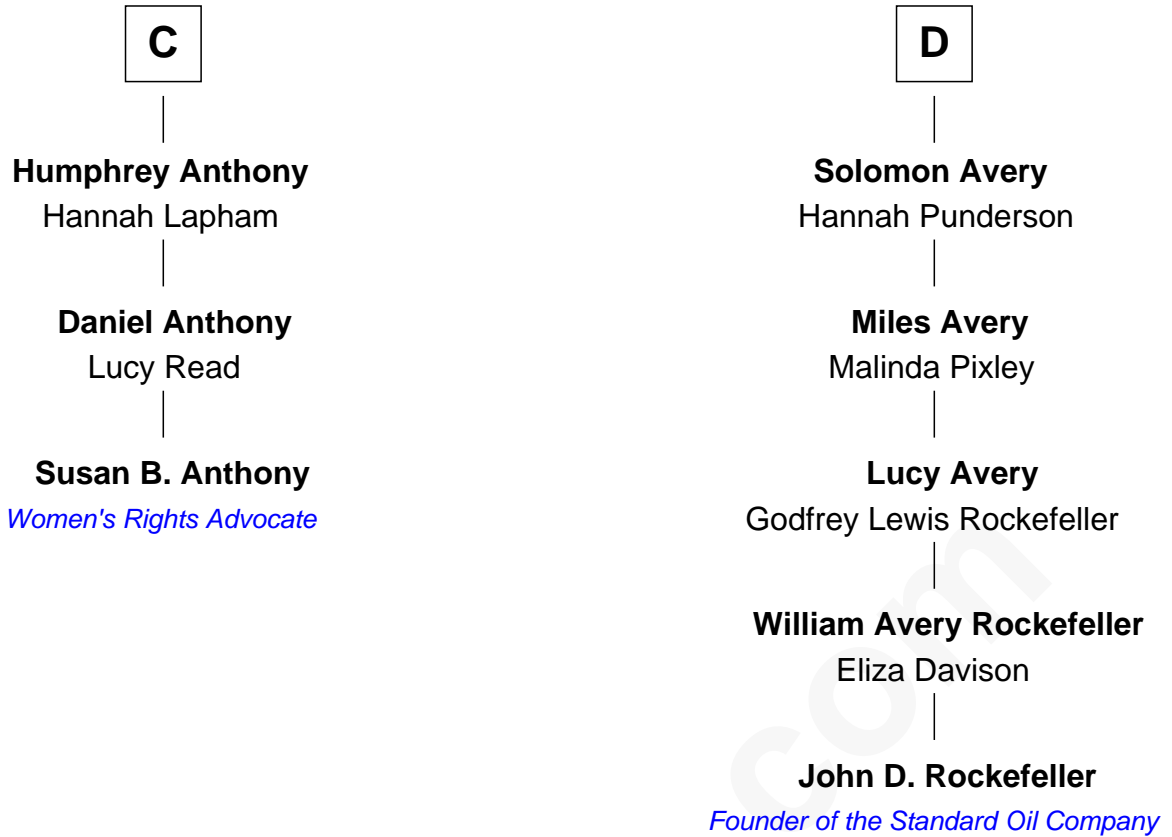 C
Humphrey Anthony
Hannah Lapham
Daniel Anthony
Lucy Read
Susan B. Anthony
Women's Rights Advocate
D
Solomon Avery
Hannah Punderson
Miles Avery
Malinda Pixley
Lucy Avery
Godfrey Lewis Rockefeller
William Avery Rockefeller
Eliza Davison
John D. Rockefeller
Founder of the Standard Oil Company
com